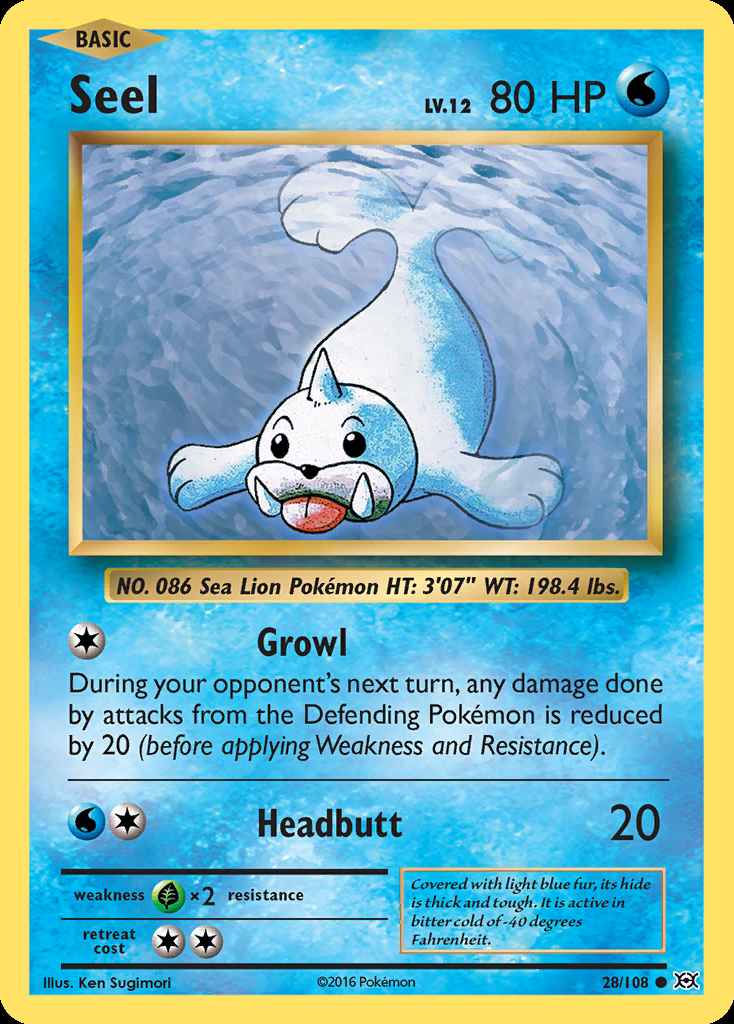 BASIC
Seel LV.12 80 HP
NO. 086 Sea Lion Pokémon HT: 3'07" WT: 198.4 lbs.
Growl
During your opponent's next turn, any damage done
by attacks from the Defending Pokémon is reduced
by 20 (before applying Weakness and Resistance).
Headbutt 20
weakness ×2 resistance
retreat
cost
Covered with light blue fur, its hide
is thick and tough. It is active in
bitter cold of -40 degrees
Fahrenheit.
Illus. Ken Sugimori ©2016 Pokémon 28/108